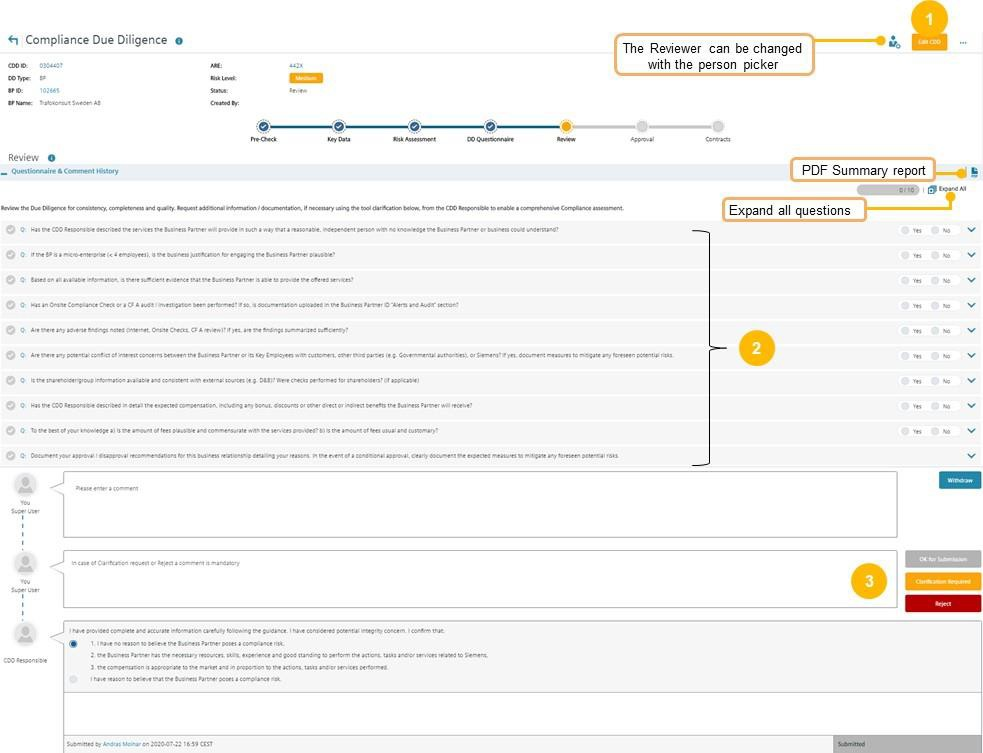 1
Compliance Due Diligence
Edit CDD
The Reviewer can be changed
with the person picker
CDD ID: 0304407
ARE: 442X
DD Type: BP
Risk Level: Medium
BP ID: 102665
Status: Review
BP Name: Trafokonsult Sweden AB
Created By:
Pre-Check
Key Data
Risk Assessment
DD Questionnaire
Review
Approval
Contracts
Review
Questionnaire & Comment History
PDF Summary report
0 / 10
Expand All
Review the Due Diligence for consistency, completeness and quality. Request additional information / documentation, if necessary using the tool clarification below, from the CDD Responsible to enable a comprehensive Compliance assessment.
Expand all questions
Q: Has the CDD Responsible described the services the Business Partner will provide in such a way that a reasonable, independent person with no knowledge the Business Partner or business could understand? Yes No
Q: If the BP is a micro-enterprise (< 4 employees), is the business justification for engaging the Business Partner plausible? Yes No
Q: Based on all available information, is there sufficient evidence that the Business Partner is able to provide the offered services? Yes No
Q: Has an Onsite Compliance Check or a CF A audit / investigation been performed? If so, is documentation uploaded in the Business Partner ID "Alerts and Audit" section? Yes No
Q: Are there any adverse findings noted (Internet, Onsite Checks, CF A review)? If yes, are the findings summarized sufficiently? Yes No
2
Q: Are there any potential conflict of interest concerns between the Business Partner or its Key Employees with customers, other third parties (e.g. Governmental authorities), or Siemens? If yes, document measures to mitigate any foreseen potential risks. Yes No
Q: Is the shareholder/group information available and consistent with external sources (e.g. D&B)? Were checks performed for shareholders? (if applicable) Yes No
Q: Has the CDD Responsible described in detail the expected compensation, including any bonus, discounts or other direct or indirect benefits the Business Partner will receive? Yes No
Q: To the best of your knowledge a) Is the amount of fees plausible and commensurate with the services provided? b) Is the amount of fees usual and customary? Yes No
Q: Document your approval / disapproval recommendations for this business relationship detailing your reasons. In the event of a conditional approval, clearly document the expected measures to mitigate any foreseen potential risks.
Please enter a comment
Withdraw
You
Super User
In case of Clarification request or Reject a comment is mandatory
OK for Submission
3
Clarification Required
You
Super User
Reject
I have provided complete and accurate information carefully following the guidance. I have considered potential integrity concern. I confirm that:
1. I have no reason to believe the Business Partner poses a compliance risk,
2. the Business Partner has the necessary resources, skills, experience and good standing to perform the actions, tasks and/or services related to Siemens,
CDD Responsible
3. the compensation is appropriate to the market and in proportion to the actions, tasks and/or services performed.
I have reason to believe that the Business Partner poses a compliance risk.
Submitted by Andras Molnar on 2020-07-22 16:59 CEST
Submitted